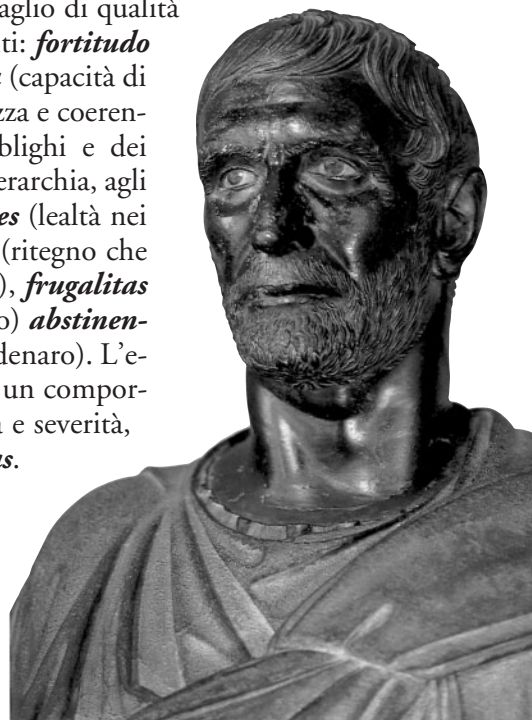 aglio di qualità
ti: fortitudo
(capacità di
zza e coeren-
blighi e dei
erarchia, agli
es (lealtà nei
(ritegno che
), frugalitas
o) abstinen-
denaro). L'e-
un compor-
e severità,
s.